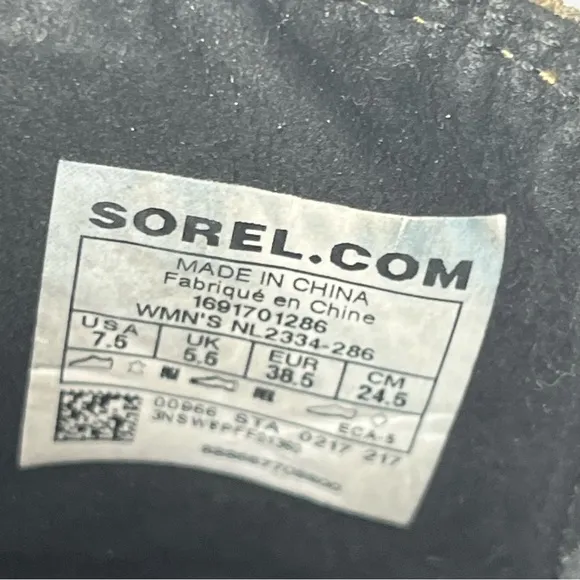 SOREL.COM
MADE IN CHINA
Fabriqué en Chine
1691701286
WMN'S NL2334-286
USA UK EUR CM
7.5 5.5 38.5 24.5
ECA-5
00966 STA 0217 217